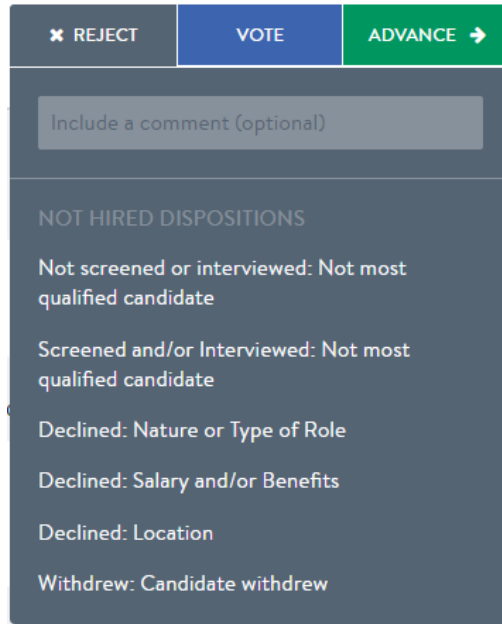 ✖ REJECT
VOTE
ADVANCE ➔
Include a comment (optional)
NOT HIRED DISPOSITIONS
Not screened or interviewed: Not most
qualified candidate
Screened and/or Interviewed: Not most
qualified candidate
Declined: Nature or Type of Role
Declined: Salary and/or Benefits
Declined: Location
Withdrew: Candidate withdrew